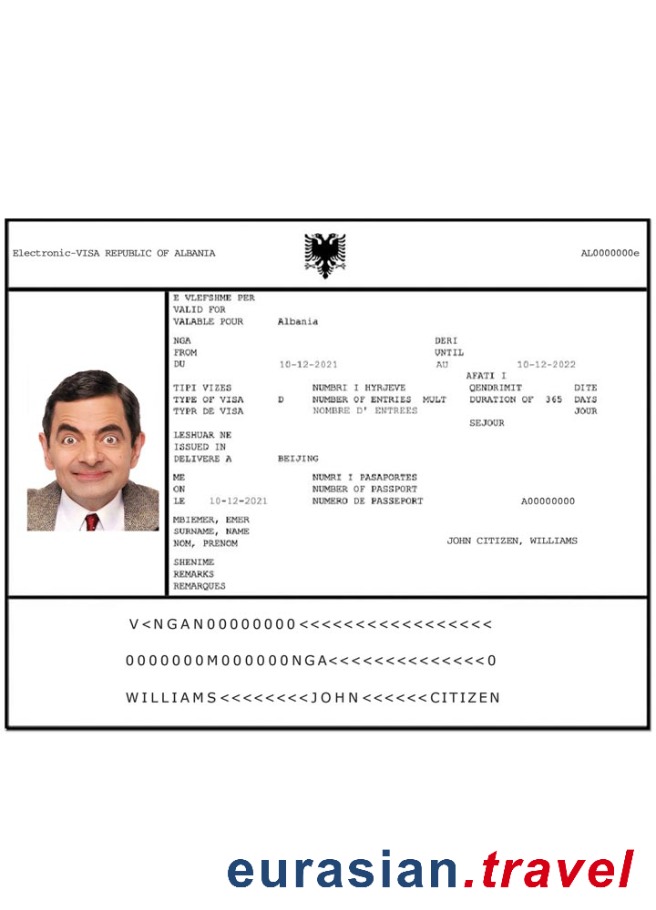 Electronic-VISA REPUBLIC OF ALBANIA AL0000000e
E VLEFSHME PER
VALID FOR
VALABLE POUR Albania
NGA DERI
FROM UNTIL
DU 10-12-2021 AU 10-12-2022
AFATI I
TIPI VIZES NUMBRI I HYRJEVE QENDRIMIT DITE
TYPE OF VISA D NUMBER OF ENTRIES MULT DURATION OF 365 DAYS
TYPR DE VISA NOMBRE D' ENTREES JOUR
SEJOUR
LESHUAR NE
ISSUED IN
DELIVERE A BEIJING
ME NUMRI I PASAPORTES
ON NUMBER OF PASSPORT
LE 10-12-2021 NUMERO DE PASSEPORT A00000000
MBIEMER, EMER
SURNAME, NAME
NOM, PRENOM JOHN CITIZEN, WILLIAMS
SHENIME
REMARKS
REMARQUES
V<NGAN00000000<<<<<<<<<<<<<<<<<<
0000000M000000NGA<<<<<<<<<<<<<<0
WILLIAMS<<<<<<<<JOHN<<<<<<CITIZEN
eurasian.travel